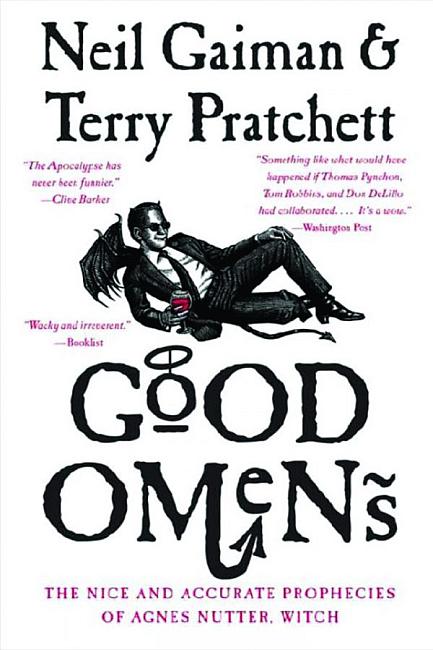 Neil Gaiman &
Terry Pratchett
"The Apocalypse has
never been funnier."
—Clive Barker
"Something like what would have
happened if Thomas Pynchon,
Tom Robbins, and Don DeLillo
had collaborated.... It's a wow."
—Washington Post
"Wacky and irreverent."
—Booklist
GOOD
OMENS
THE NICE AND ACCURATE PROPHECIES
OF AGNES NUTTER, WITCH